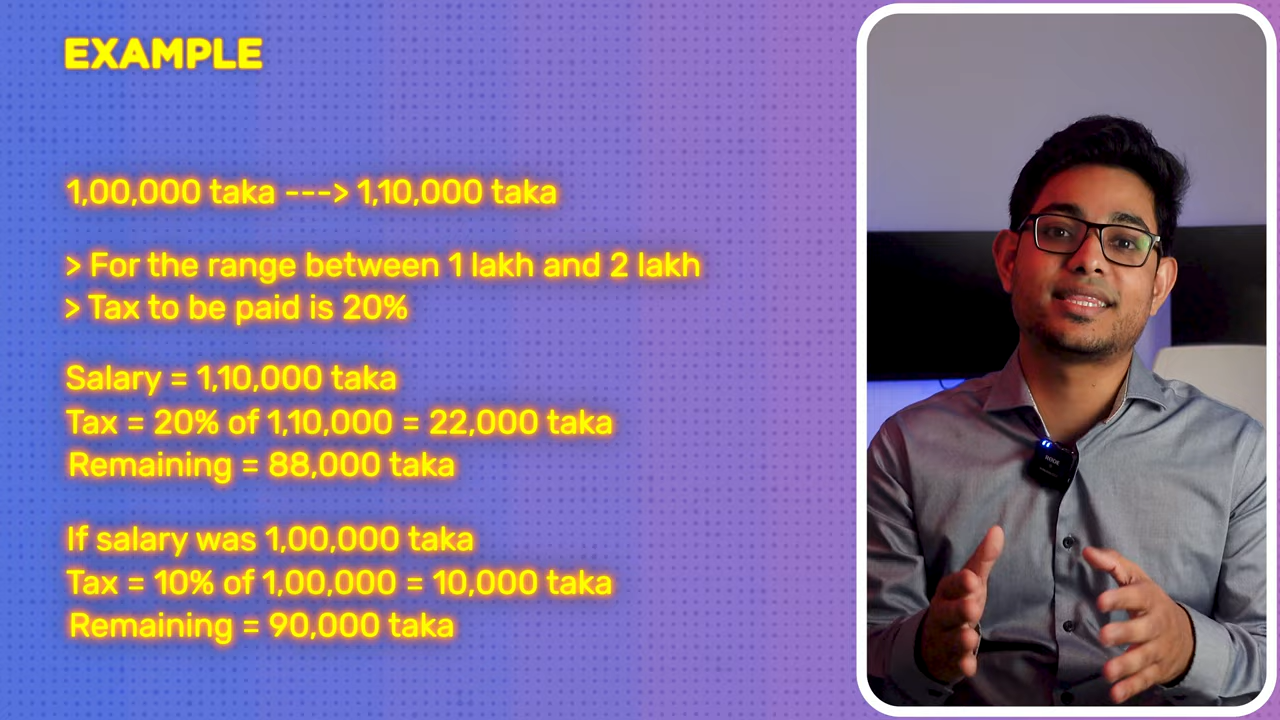 EXAMPLE
1,00,000 taka ---> 1,10,000 taka
> For the range between 1 lakh and 2 lakh
> Tax to be paid is 20%
Salary = 1,10,000 taka
Tax = 20% of 1,10,000 = 22,000 taka
Remaining = 88,000 taka
If salary was 1,00,000 taka
Tax = 10% of 1,00,000 = 10,000 taka
Remaining = 90,000 taka
RODE